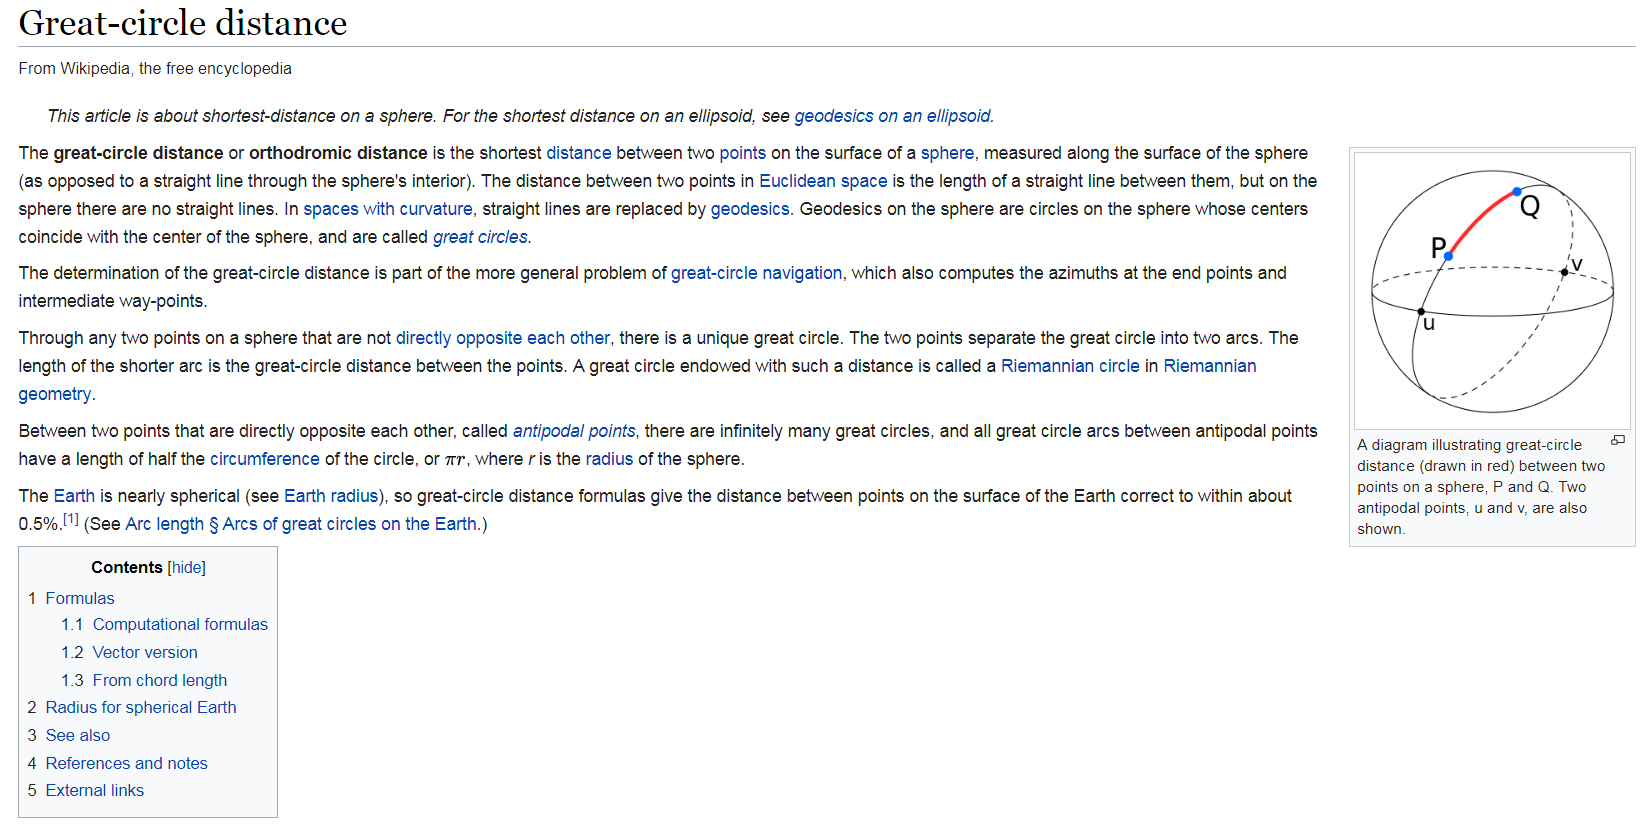 Great-circle distance
From Wikipedia, the free encyclopedia
This article is about shortest-distance on a sphere. For the shortest distance on an ellipsoid, see geodesics on an ellipsoid.
The great-circle distance or orthodromic distance is the shortest distance between two points on the surface of a sphere, measured along the surface of the sphere
(as opposed to a straight line through the sphere's interior). The distance between two points in Euclidean space is the length of a straight line between them, but on the
sphere there are no straight lines. In spaces with curvature, straight lines are replaced by geodesics. Geodesics on the sphere are circles on the sphere whose centers
coincide with the center of the sphere, and are called great circles.
The determination of the great-circle distance is part of the more general problem of great-circle navigation, which also computes the azimuths at the end points and
intermediate way-points.
Through any two points on a sphere that are not directly opposite each other, there is a unique great circle. The two points separate the great circle into two arcs. The
length of the shorter arc is the great-circle distance between the points. A great circle endowed with such a distance is called a Riemannian circle in Riemannian
geometry.
Between two points that are directly opposite each other, called antipodal points, there are infinitely many great circles, and all great circle arcs between antipodal points
have a length of half the circumference of the circle, or πr, where r is the radius of the sphere.
The Earth is nearly spherical (see Earth radius), so great-circle distance formulas give the distance between points on the surface of the Earth correct to within about
0.5%.[1] (See Arc length § Arcs of great circles on the Earth.)
Q
P
v
u
A diagram illustrating great-circle
distance (drawn in red) between two
points on a sphere, P and Q. Two
antipodal points, u and v, are also
shown.
Contents [hide]
1 Formulas
1.1 Computational formulas
1.2 Vector version
1.3 From chord length
2 Radius for spherical Earth
3 See also
4 References and notes
5 External links